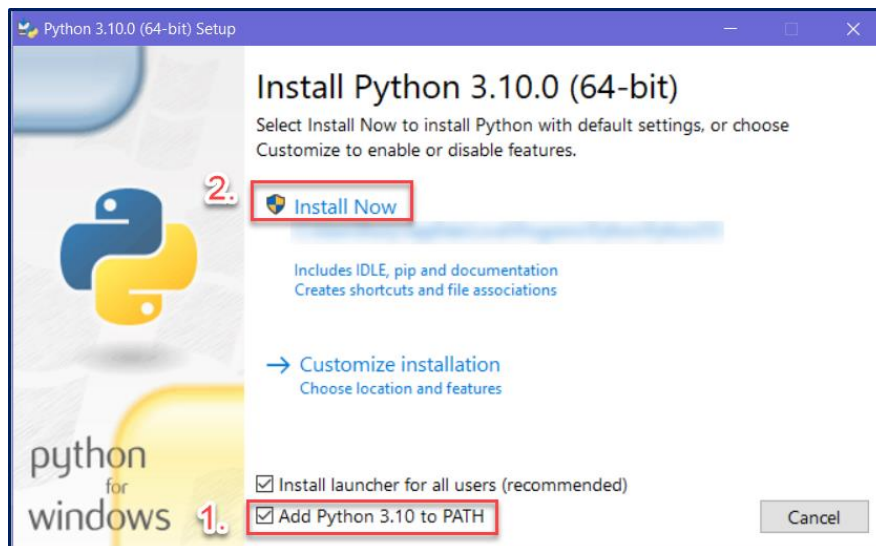 Python 3.10.0 (64-bit) Setup
Install Python 3.10.0 (64-bit)
Select Install Now to install Python with default settings, or choose
Customize to enable or disable features.
2.
Install Now
Includes IDLE, pip and documentation
Creates shortcuts and file associations
→ Customize installation
Choose location and features
Install launcher for all users (recommended)
1.
Add Python 3.10 to PATH
python
for
windows
Cancel